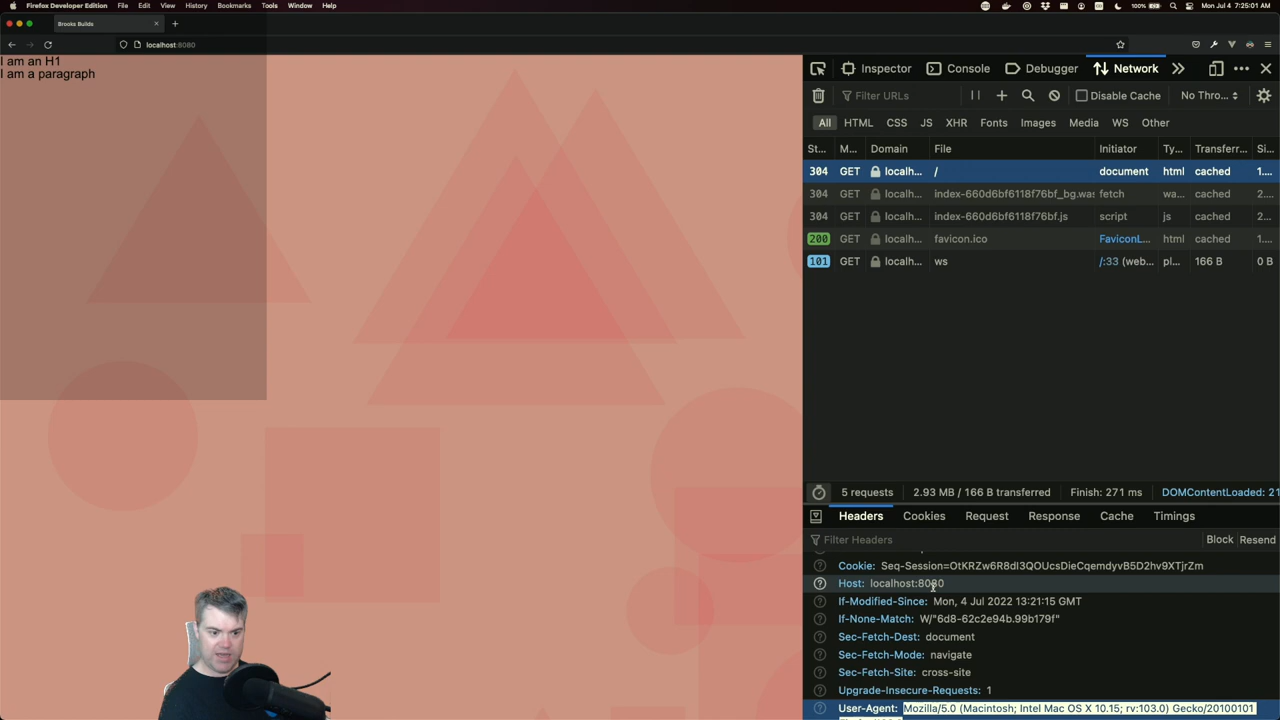 Firefox Developer Edition File Edit View History Bookmarks Tools Window Help 100% Mon Jul 4 7:25:01 AM
Brooks Builds
localhost:8080
I am an H1
I am a paragraph
Inspector Console Debugger Network
Filter URLs Disable Cache No Thro...
All HTML CSS JS XHR Fonts Images Media WS Other
St... M... Domain File Initiator Ty... Transferr... Si...
304 GET localh... / document html cached 1....
304 GET localh... index-660d6bf6118f76bf_bg.was fetch wa... cached 2....
304 GET localh... index-660d6bf6118f76bf.js script js cached 2....
200 GET localh... favicon.ico FaviconL... html cached 1....
101 GET localh... ws /:33 (web... pl... 166 B 0 B
5 requests 2.93 MB / 166 B transferred Finish: 271 ms DOMContentLoaded: 21
Headers Cookies Request Response Cache Timings
Filter Headers Block Resend
Cookie: Seq-Session=OtKRZw6R8dI3QOUcsDieCqemdyvB5D2hv9XTjrZm
Host: localhost:8080
If-Modified-Since: Mon, 4 Jul 2022 13:21:15 GMT
If-None-Match: W/"6d8-62c2e94b.99b179f"
Sec-Fetch-Dest: document
Sec-Fetch-Mode: navigate
Sec-Fetch-Site: cross-site
Upgrade-Insecure-Requests: 1
User-Agent: Mozilla/5.0 (Macintosh; Intel Mac OS X 10.15; rv:103.0) Gecko/20100101